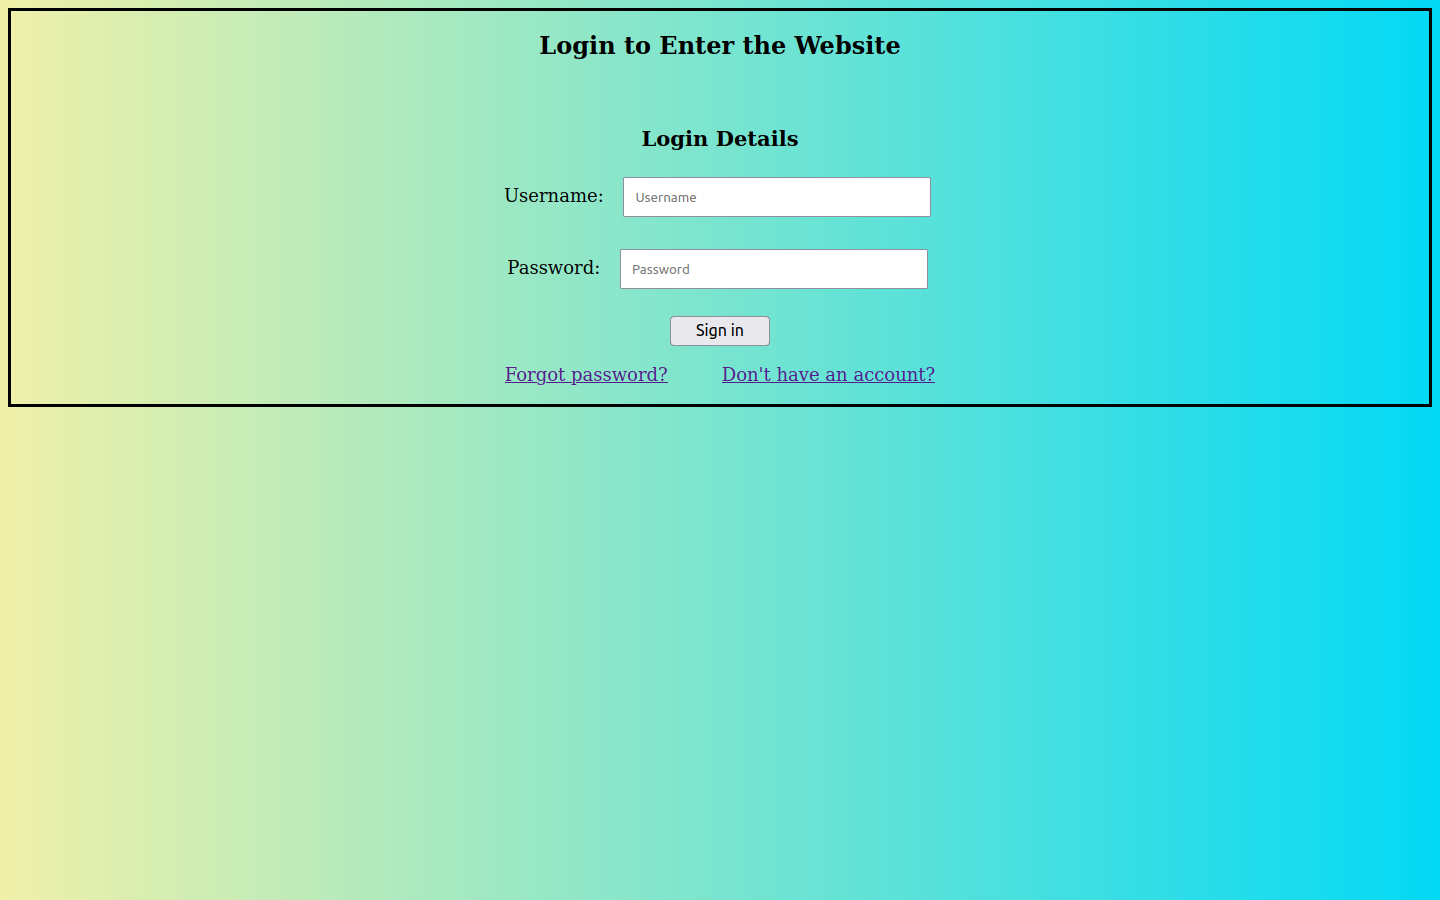 Login to Enter the Website
Login Details
Username: Username
Password: Password
Sign in
Forgot password? Don't have an account?